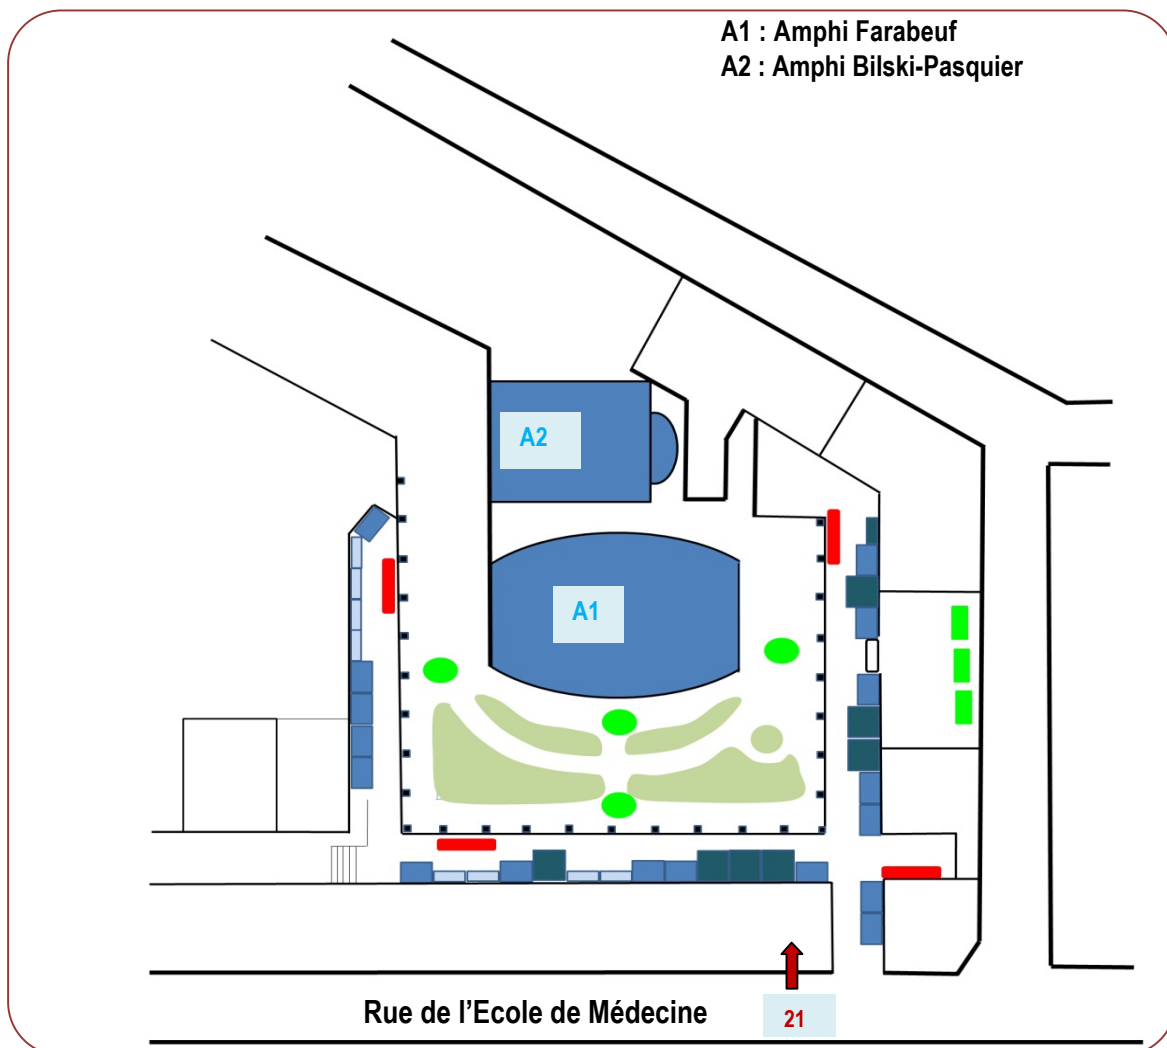 A1 : Amphi Farabeuf
A2 : Amphi Bilski-Pasquier
A2
A1
Rue de l’Ecole de Médecine
21